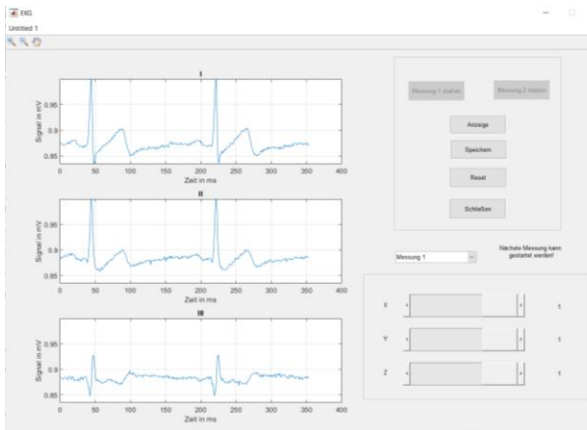 EKG
Untitled 1
I
Signal in mV
0.95
0.9
0.85
0 50 100 150 200 250 300 350 400
Zeit in ms
II
Signal in mV
0.95
0.9
0.85
0 50 100 150 200 250 300 350 400
Zeit in ms
III
Signal in mV
0.95
0.9
0.85
0 50 100 150 200 250 300 350 400
Zeit in ms
Messung 1 starten Messung 2 starten
Anzeige
Speichern
Reset
Schließen
Messung 1
Nächste Messung kann
gestartet werden!
X 1
Y 1
Z 1